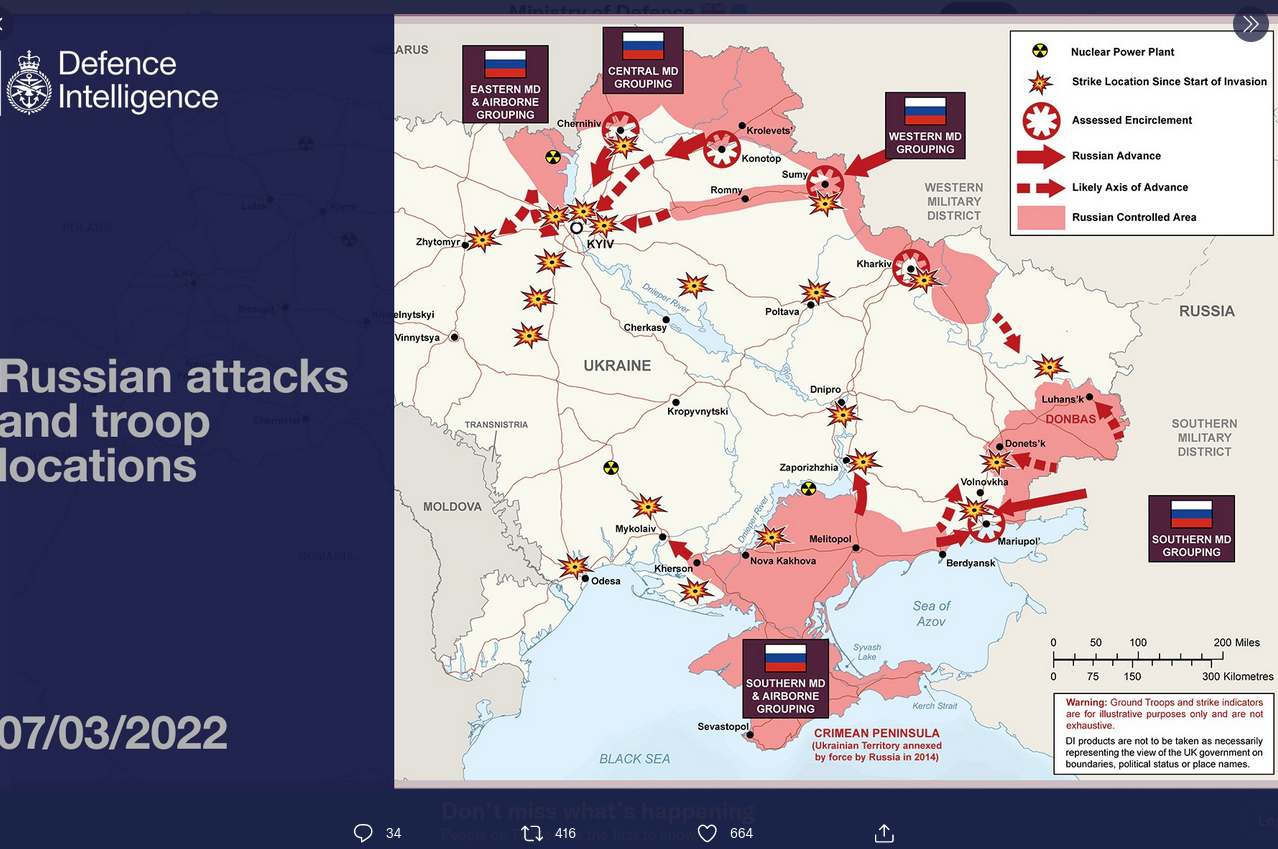 Ministry of Defence
Defence
Intelligence
Russian attacks
and troop
locations
07/03/2022
POLAND
Lutsk
Rivne
Lviv
Ternopil
Chernivtsi
ROMANIA
BELARUS
EASTERN MD
& AIRBORNE
GROUPING
CENTRAL MD
GROUPING
WESTERN MD
GROUPING
Chernihiv
Krolevets'
Konotop
Sumy
Romny
WESTERN
MILITARY
DISTRICT
Zhytomyr
KYIV
Kharkiv
Dnieper River
Poltava
Cherkasy
Khmelnytskyi
Vinnytsya
UKRAINE
RUSSIA
Dnipro
Kropyvnytski
Luhans'k
DONBAS
TRANSNISTRIA
SOUTHERN
MILITARY
DISTRICT
Donets'k
Zaporizhzhia
Volnovkha
Dnieper River
MOLDOVA
Mykolaiv
Melitopol
Mariupol'
SOUTHERN MD
GROUPING
Kherson
Nova Kakhova
Berdyansk
Odesa
Sea of
Azov
Syvash
Lake
SOUTHERN MD
& AIRBORNE
GROUPING
Kerch Strait
Sevastopol
CRIMEAN PENINSULA
(Ukrainian Territory annexed
by force by Russia in 2014)
BLACK SEA
Nuclear Power Plant
Strike Location Since Start of Invasion
Assessed Encirclement
Russian Advance
Likely Axis of Advance
Russian Controlled Area
0 50 100 200 Miles
0 75 150 300 Kilometres
Warning: Ground Troops and strike indicators
are for illustrative purposes only and are not
exhaustive.
DI products are not to be taken as necessarily
representing the view of the UK government on
boundaries, political status or place names.
Don't miss what's happening
People on the first to know
Lo
34
416
664